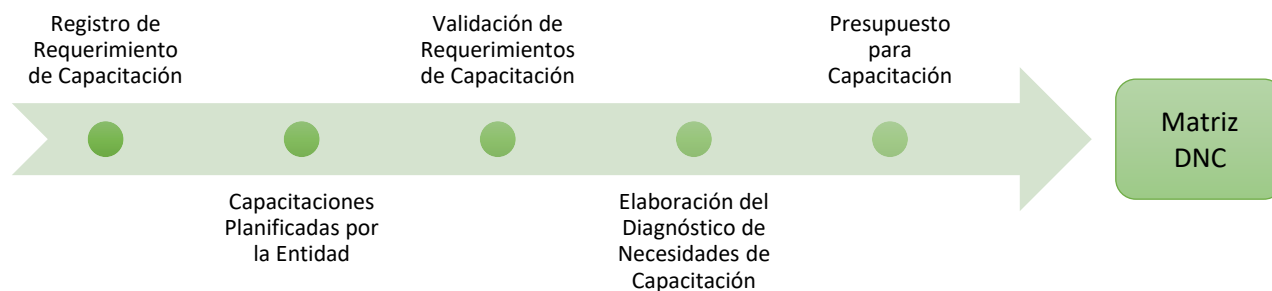 Registro de
Requerimiento
de Capacitación
Capacitaciones
Planificadas por
la Entidad
Validación de
Requerimientos
de Capacitación
Elaboración del
Diagnóstico de
Necesidades de
Capacitación
Presupuesto
para
Capacitación
Matriz
DNC